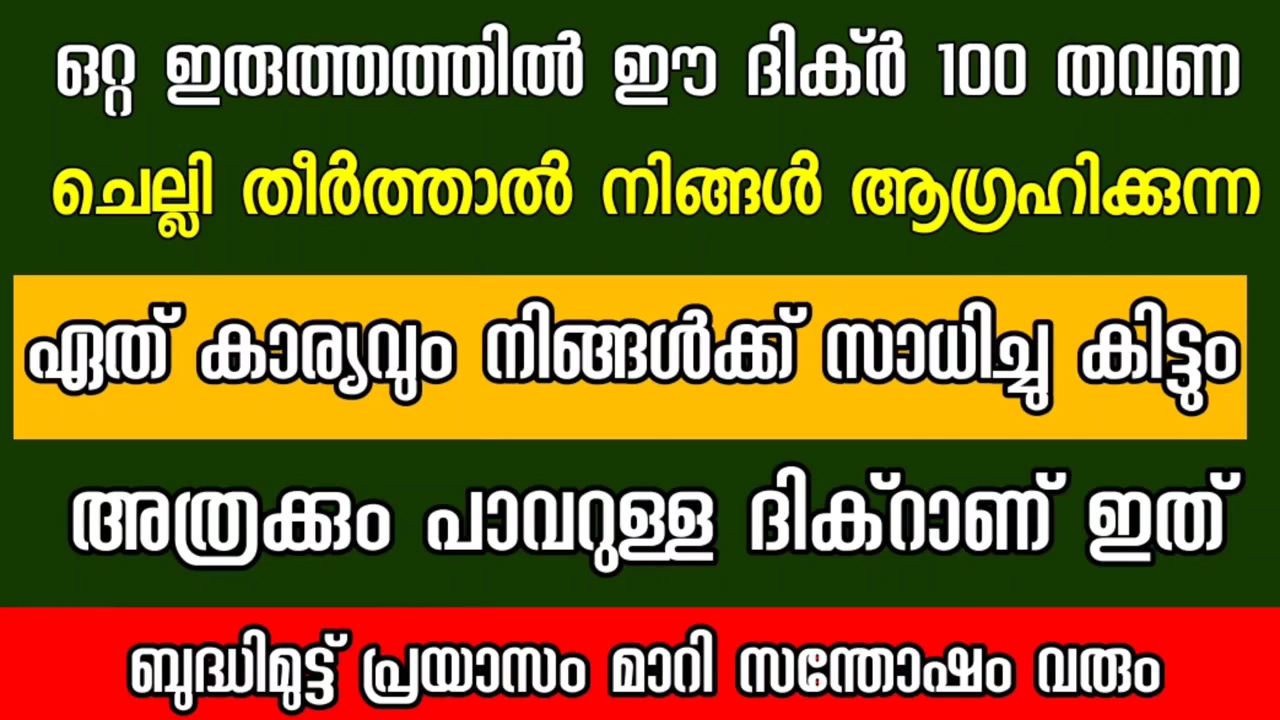 ഒറ്റ ഇരുത്തത്തിൽ ഈ ദിക്ർ 100 തവണ
ചെല്ലി തീർത്താൽ നിങ്ങൾ ആഗ്രഹിക്കുന്ന
ഏത് കാര്യവും നിങ്ങൾക്ക് സാധിച്ചു കിട്ടും
അത്രക്കും പാവറുള്ള ദിക്റാണ് ഇത്
ബുദ്ധിമുട്ട് പ്രയാസം മാറി സന്തോഷം വരും